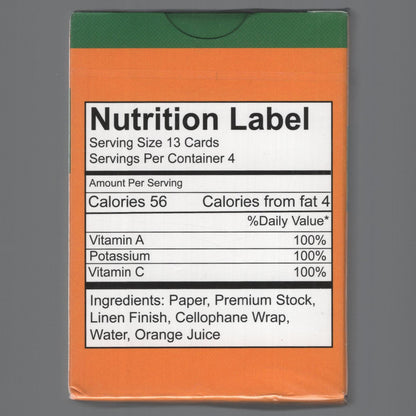 Nutrition Label
Serving Size 13 Cards
Servings Per Container 4
Amount Per Serving
Calories 56 Calories from fat 4
%Daily Value*
Vitamin A 100%
Potassium 100%
Vitamin C 100%
Ingredients: Paper, Premium Stock,
Linen Finish, Cellophane Wrap,
Water, Orange Juice